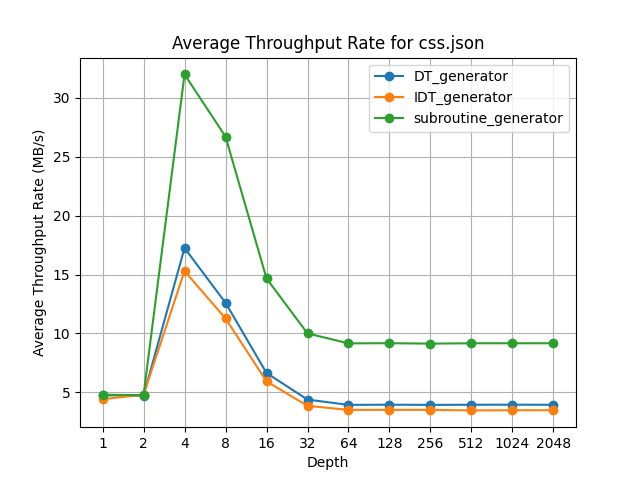 Average Throughput Rate for css.json
DT_generator
IDT_generator
subroutine_generator
Average Throughput Rate (MB/s)
30
25
20
15
10
5
1 2 4 8 16 32 64 128 256 512 1024 2048
Depth